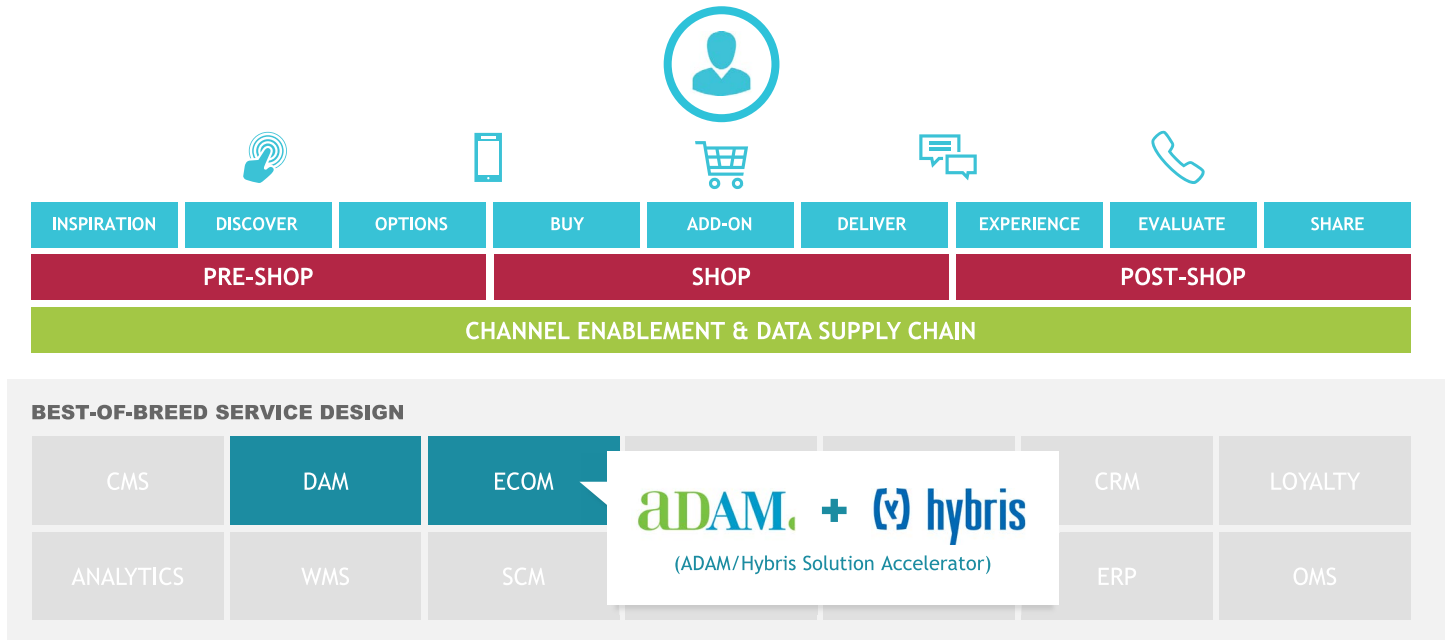 INSPIRATION
DISCOVER
OPTIONS
BUY
ADD-ON
DELIVER
EXPERIENCE
EVALUATE
SHARE
PRE-SHOP
SHOP
POST-SHOP
CHANNEL ENABLEMENT & DATA SUPPLY CHAIN
BEST-OF-BREED SERVICE DESIGN
CMS
DAM
ECOM
CRM
LOYALTY
aDAM. + (v) hybris
(ADAM/Hybris Solution Accelerator)
ANALYTICS
WMS
SCM
ERP
OMS